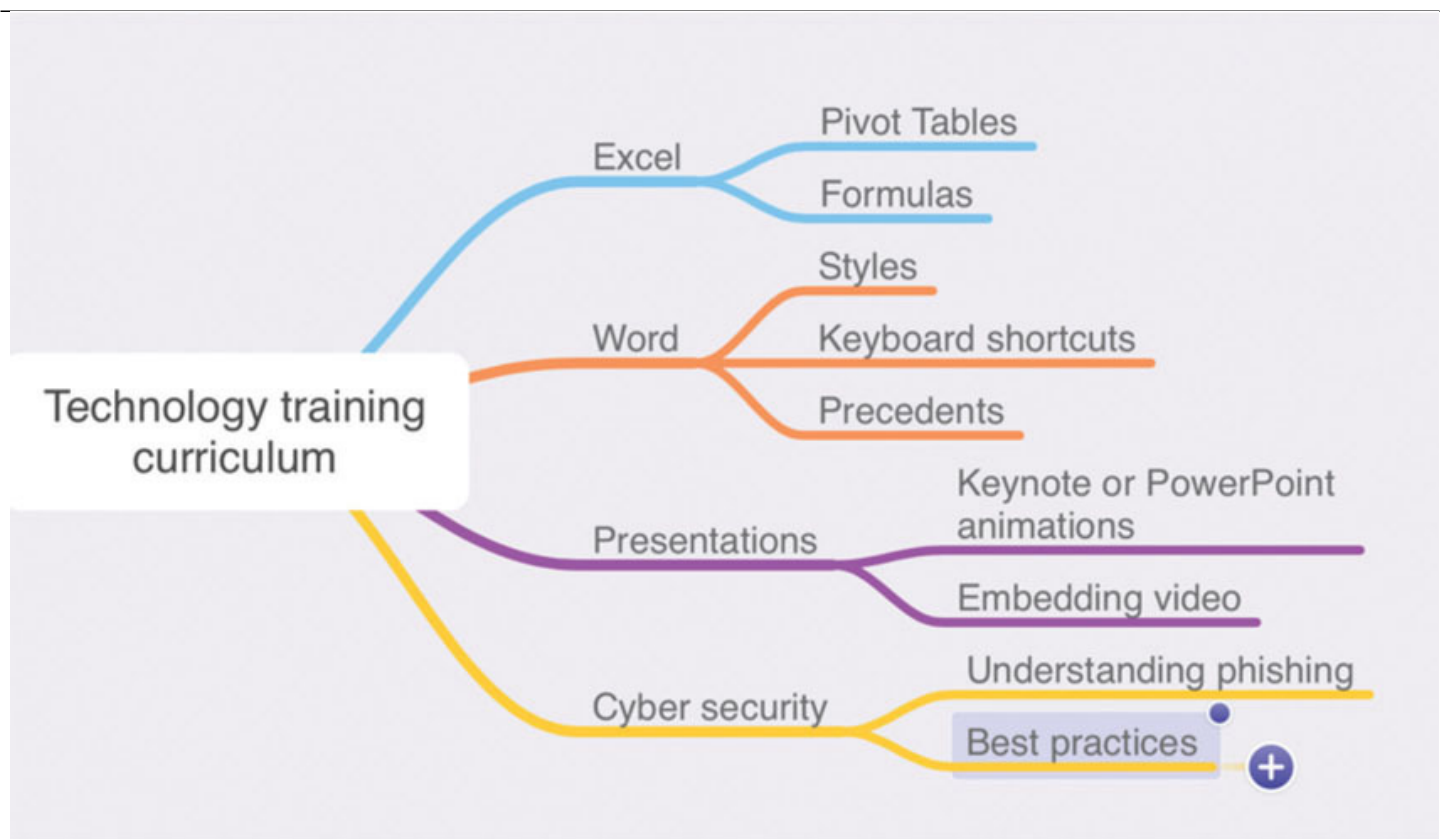 Technology training
curriculum
Excel
Pivot Tables
Formulas
Word
Styles
Keyboard shortcuts
Precedents
Presentations
Keynote or PowerPoint
animations
Embedding video
Cyber security
Understanding phishing
Best practices